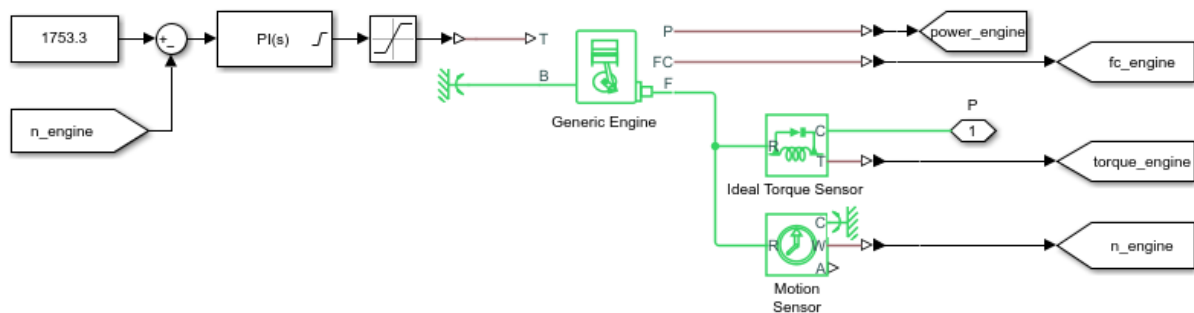 1753.3
+
−
PI(s)
T
n_engine
B
Generic Engine
P
FC
F
power_engine
fc_engine
R
C
T
Ideal Torque Sensor
P
1
torque_engine
R
C
W
A
Motion
Sensor
n_engine